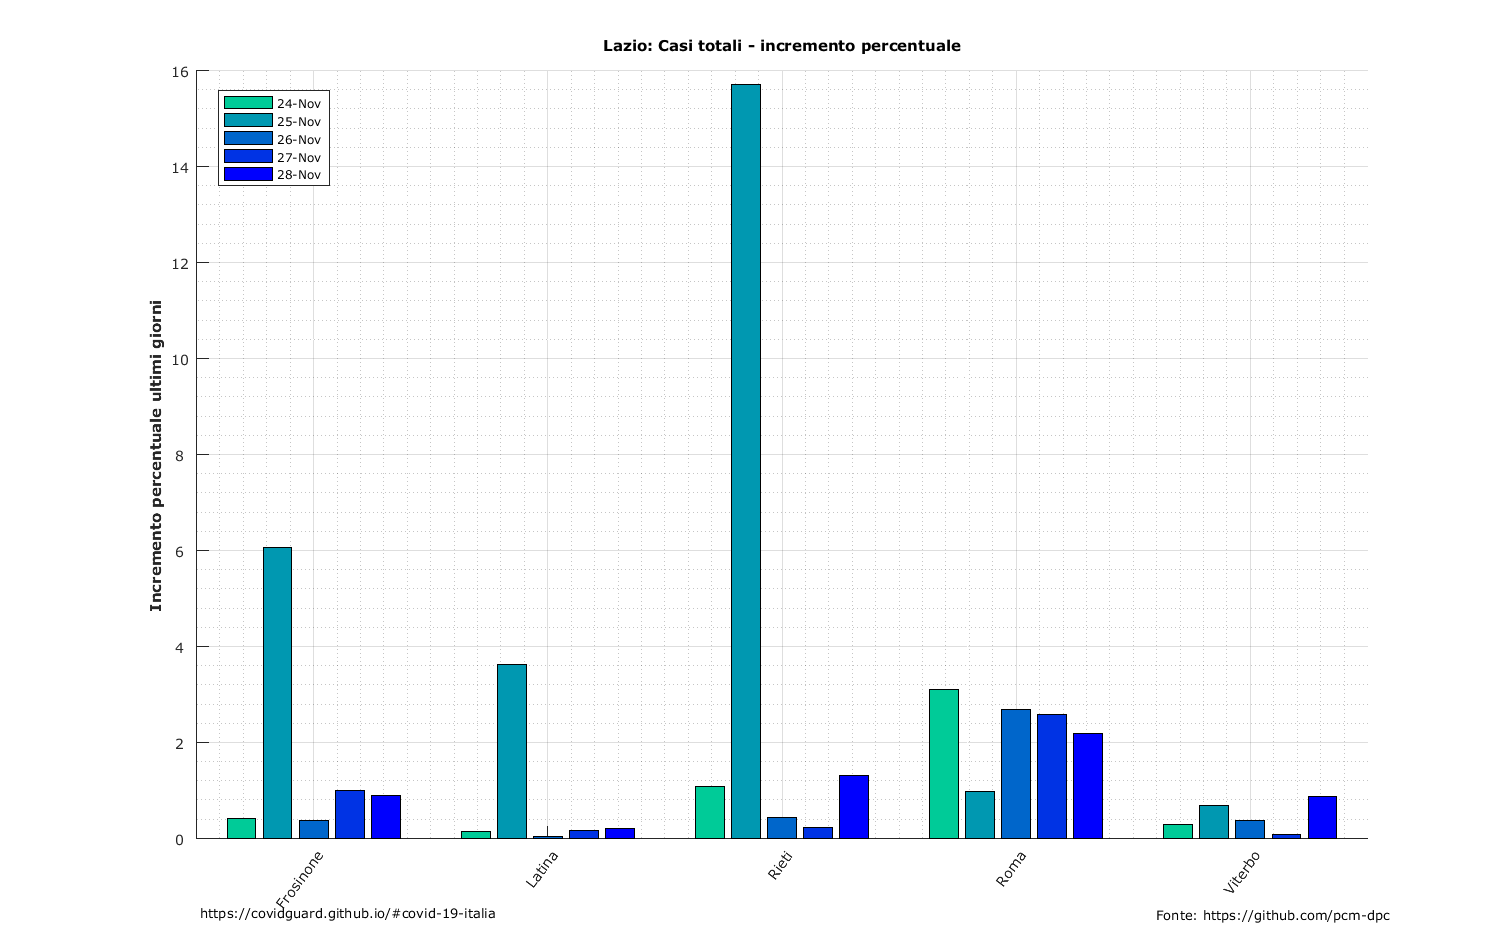 Lazio: Casi totali - incremento percentuale
16
14
12
10
8
6
4
2
0
Incremento percentuale ultimi giorni
24-Nov
25-Nov
26-Nov
27-Nov
28-Nov
Frosinone
Latina
Rieti
Roma
Viterbo
https://covidguard.github.io/#covid-19-italia
Fonte: https://github.com/pcm-dpc